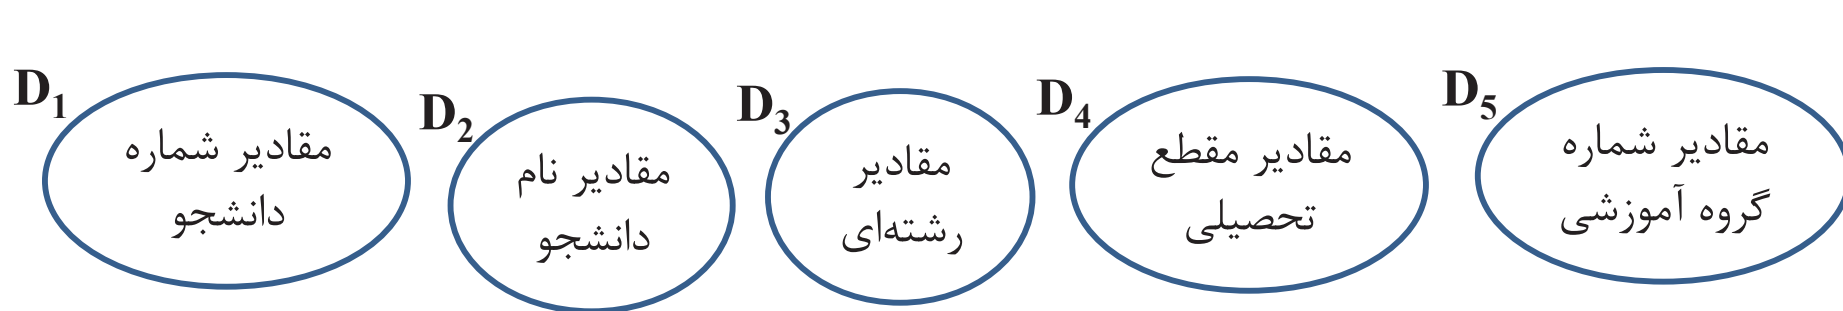 D1
مقادیر شماره
دانشجو
D2
مقادیر نام
دانشجو
D3
مقادیر
رشته‌ای
D4
مقادیر مقطع
تحصیلی
D5
مقادیر شماره
گروه آموزشی